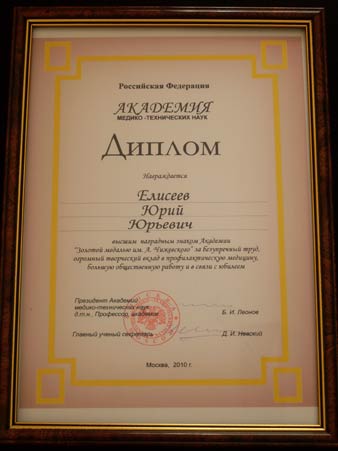 Российская Федерация
АКАДЕМИЯ
МЕДИКО-ТЕХНИЧЕСКИХ НАУК
Диплом
Награждается
Елисеев
Юрий
Юрьевич
высшим наградным знаком Академии
"Золотой медалью им. А. Чижевского" за безупречный труд,
огромный творческий вклад в профилактическую медицину,
большую общественную работу и в связи с юбилеем
Президент Академии
медико-технических наук
д.т.н., Профессор, академик
Б. И. Леонов
Главный ученый секретарь
Д. И. Невский
Москва, 2010 г.